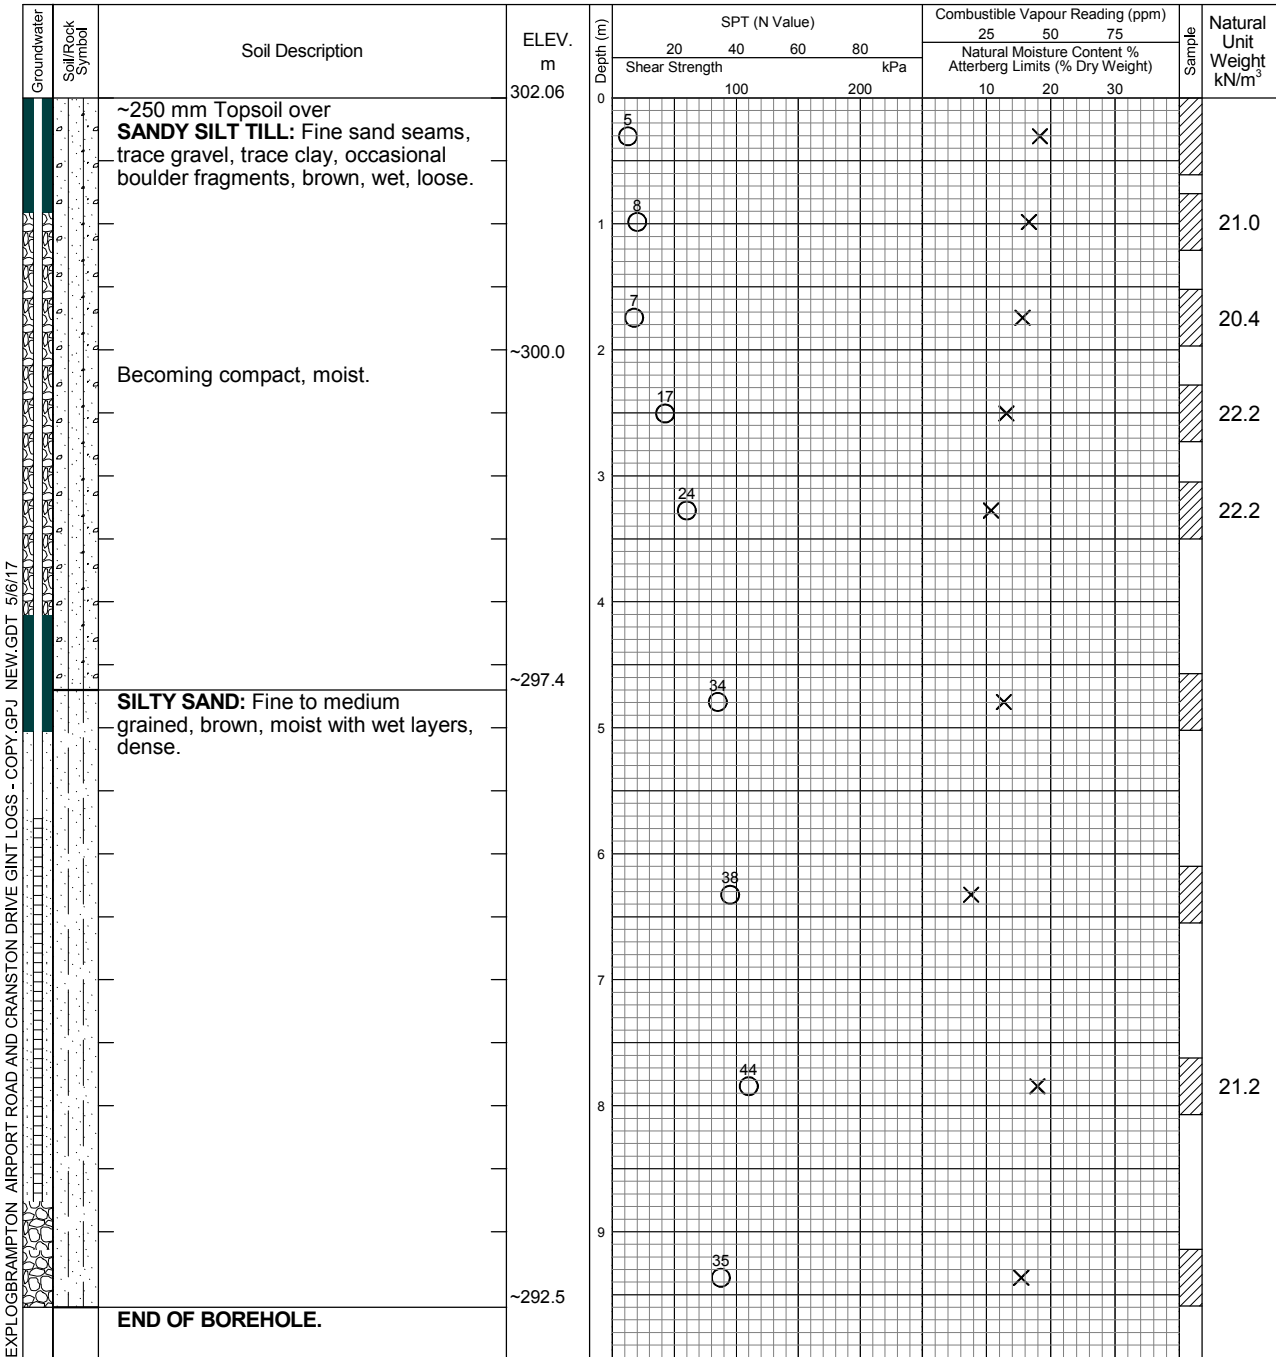 Groundwater
Soil/Rock
Symbol
Soil Description
ELEV.
m
302.06
Depth (m)
SPT (N Value)
20 40 60 80
Shear Strength kPa
100 200
Combustible Vapour Reading (ppm)
25 50 75
Natural Moisture Content %
Atterberg Limits (% Dry Weight)
10 20 30
Sample
Natural
Unit
Weight
kN/m³
0
~250 mm Topsoil over
SANDY SILT TILL: Fine sand seams,
trace gravel, trace clay, occasional
boulder fragments, brown, wet, loose.
5
8
1
21.0
7
20.4
~300.0
2
Becoming compact, moist.
17
22.2
3
24
22.2
4
~297.4
SILTY SAND: Fine to medium
grained, brown, moist with wet layers,
dense.
34
5
6
38
7
44
21.2
8
9
35
~292.5
END OF BOREHOLE.
EXPLOGBRAMPTON AIRPORT ROAD AND CRANSTON DRIVE GINT LOGS - COPY.GPJ NEW.GDT 5/6/17